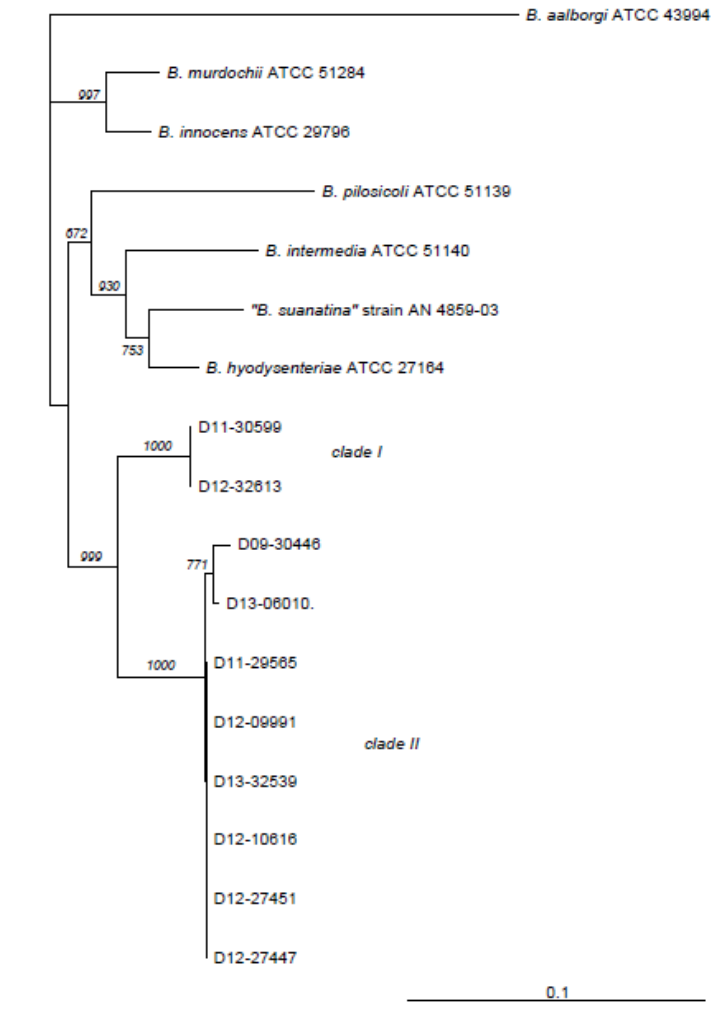 B. aalborgi ATCC 43994
B. murdochii ATCC 51284
997
B. innocens ATCC 29796
B. pilosicoli ATCC 51139
672
B. intermedia ATCC 51140
930
"B. suanatina" strain AN 4859-03
753
B. hyodysenteriae ATCC 27164
D11-30599
1000
clade I
D12-32613
D09-30446
999
771
D13-06010.
D11-29565
1000
D12-09991
clade II
D13-32539
D12-10616
D12-27451
D12-27447
0.1